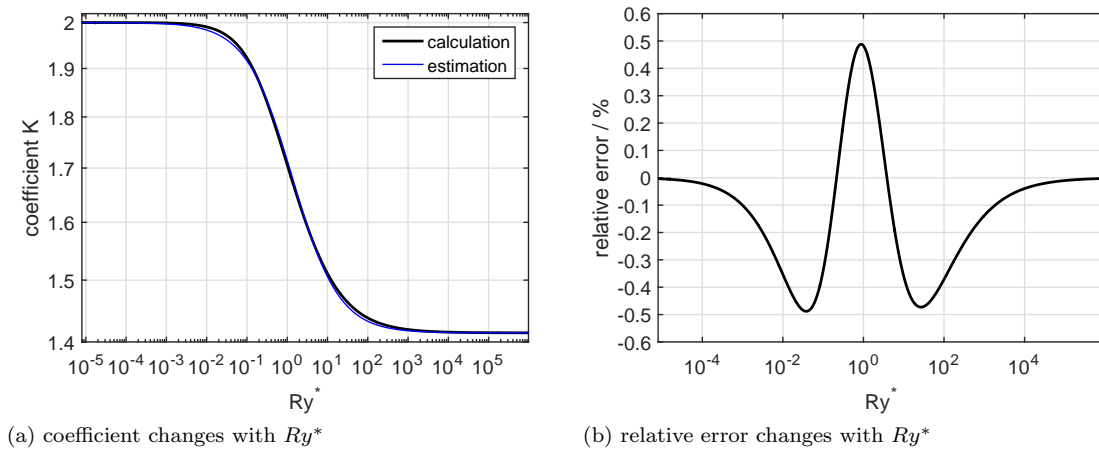 2
1.9
1.8
1.7
1.6
1.5
1.4
coefficient K
calculation
estimation
10^-5 10^-4 10^-3 10^-2 10^-1 10^0 10^1 10^2 10^3 10^4 10^5
Ry*
(a) coefficient changes with Ry*
0.6
0.5
0.4
0.3
0.2
0.1
0
-0.1
-0.2
-0.3
-0.4
-0.5
-0.6
relative error / %
10^-4 10^-2 10^0 10^2 10^4
Ry*
(b) relative error changes with Ry*